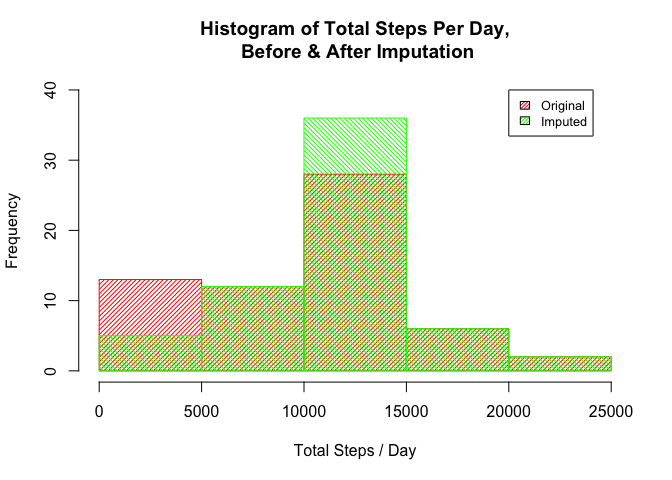 Histogram of Total Steps Per Day,
Before & After Imputation
Original
Imputed
Frequency
40
30
20
10
0
0 5000 10000 15000 20000 25000
Total Steps / Day